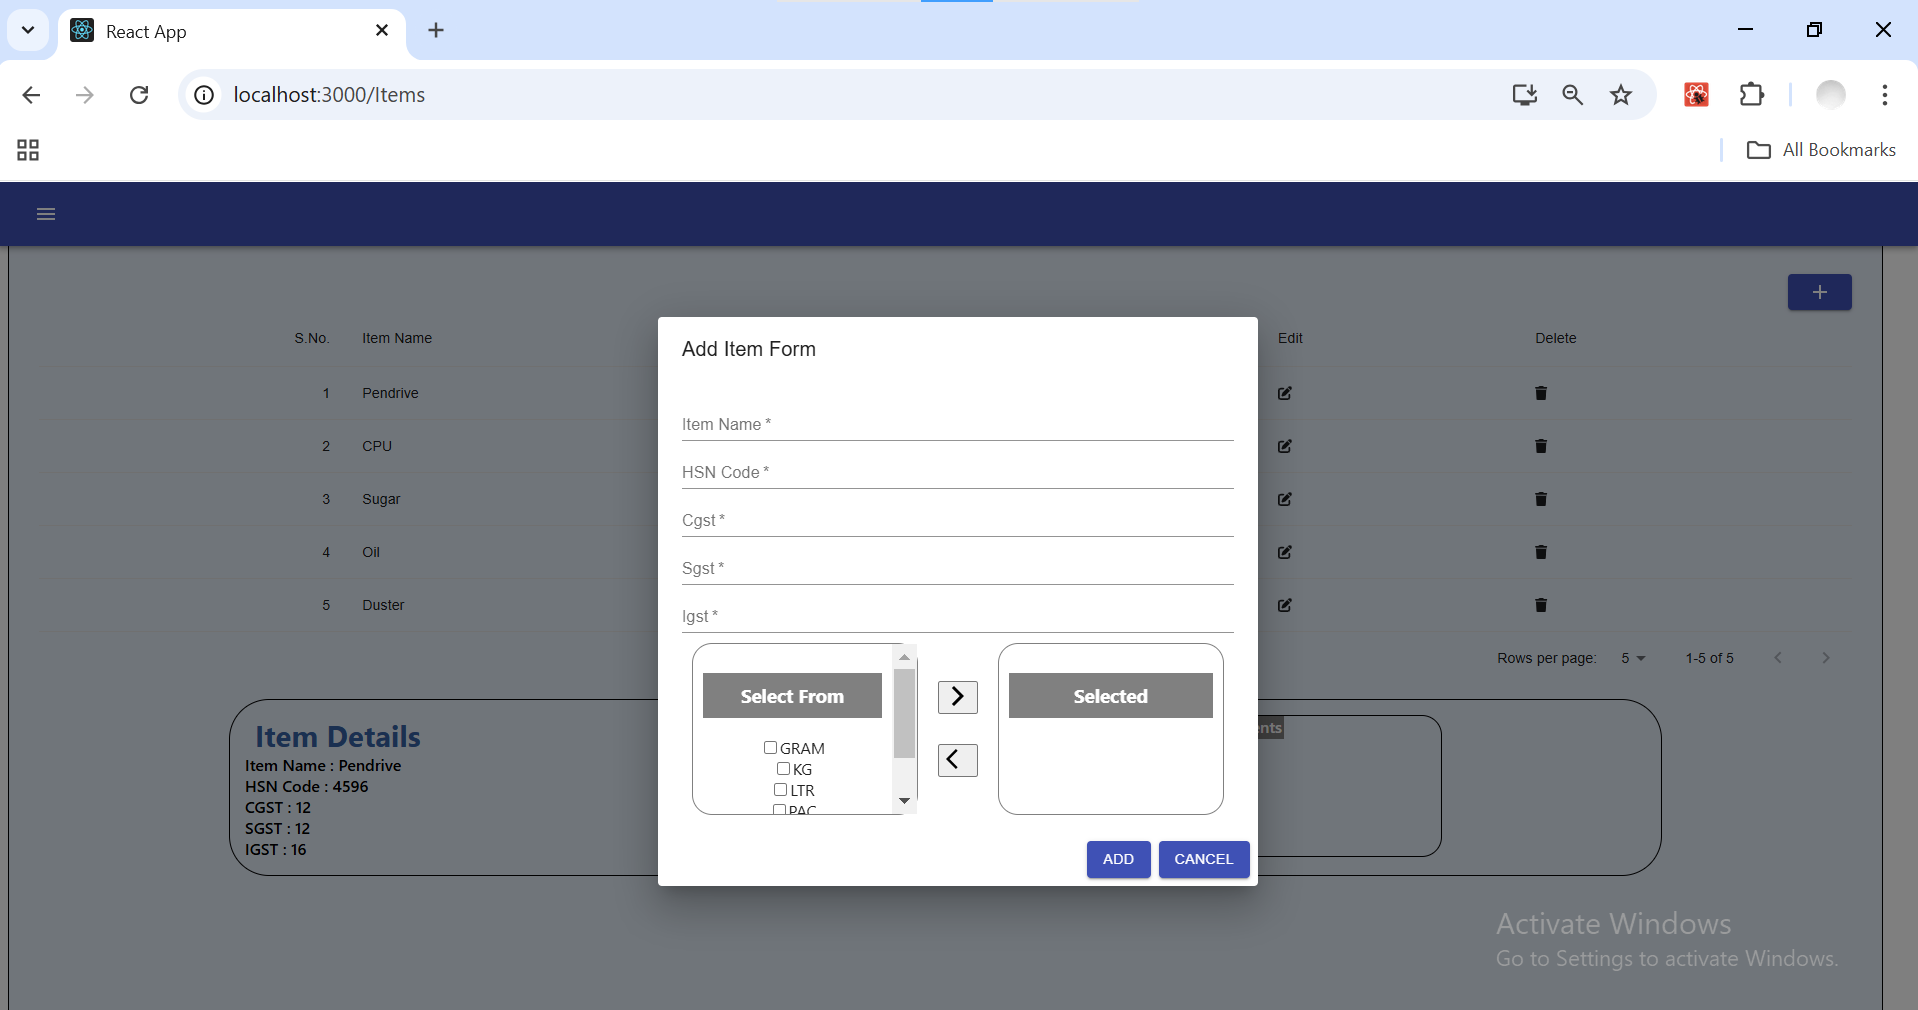 React App
localhost:3000/Items
All Bookmarks
S.No. Item Name Edit Delete
1 Pendrive
2 CPU
3 Sugar
4 Oil
5 Duster
Rows per page: 5 1-5 of 5
Add Item Form
Item Name *
HSN Code *
Cgst *
Sgst *
Igst *
Select From
GRAM
KG
LTR
PAC
Selected
ADD CANCEL
Item Details
Item Name : Pendrive
HSN Code : 4596
CGST : 12
SGST : 12
IGST : 16
Activate Windows
Go to Settings to activate Windows.